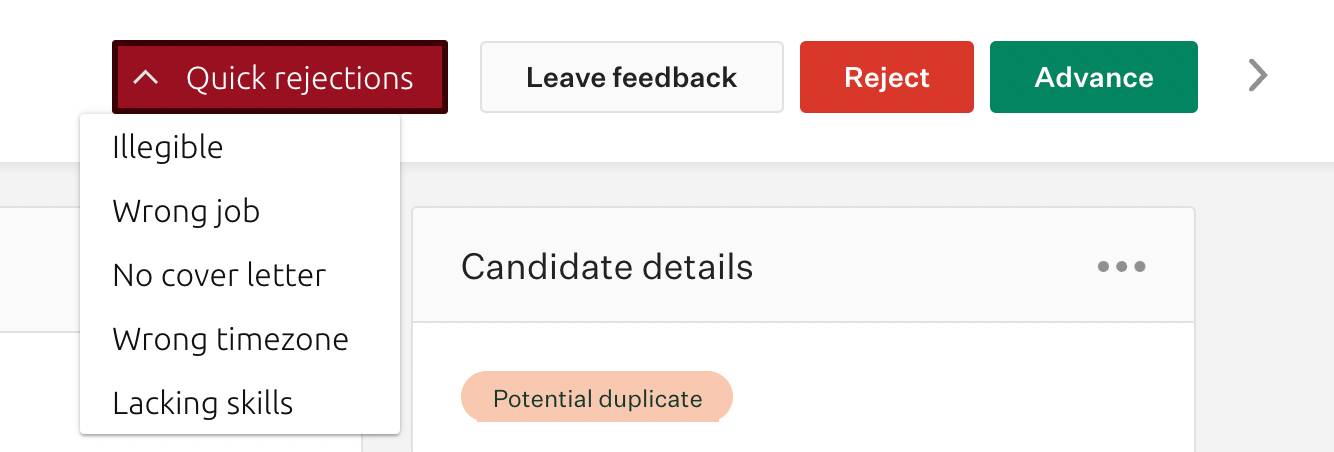 Quick rejections
Leave feedback
Reject
Advance
Illegible
Wrong job
No cover letter
Wrong timezone
Lacking skills
Candidate details
Potential duplicate